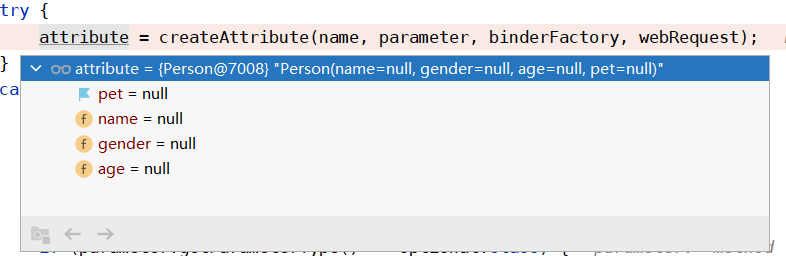 try {
attribute = createAttribute(name, parameter, binderFactory, webRequest);
}
attribute = {Person@7008} "Person(name=null, gender=null, age=null, pet=null)"
ca
pet = null
f name = null
f gender = null
f age = null